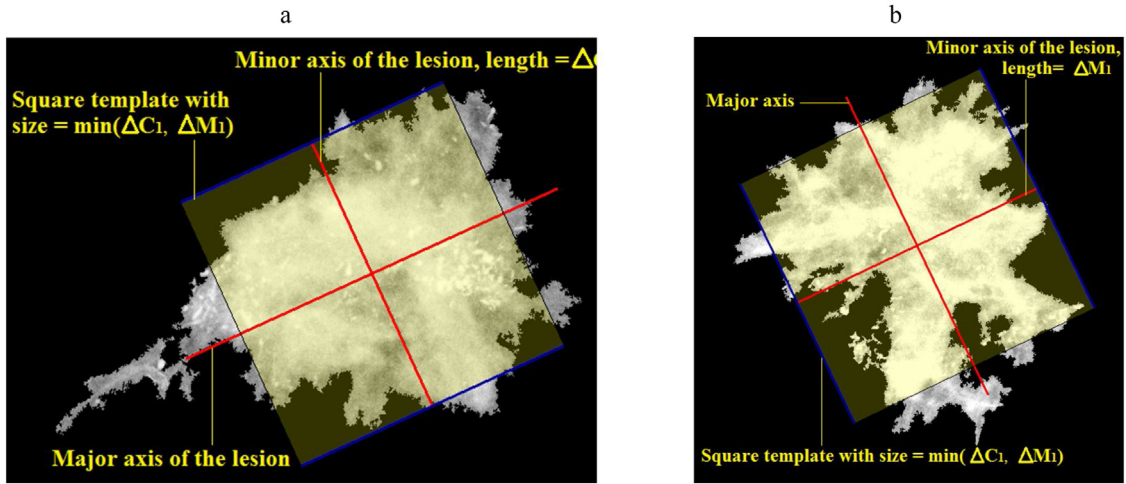 a
b
Minor axis of the lesion, length = Δ
Square template with
size = min(ΔC1, ΔM1)
Major axis of the lesion
Minor axis of the lesion,
length= ΔM1
Major axis
Square template with size = min( ΔC1, ΔM1)